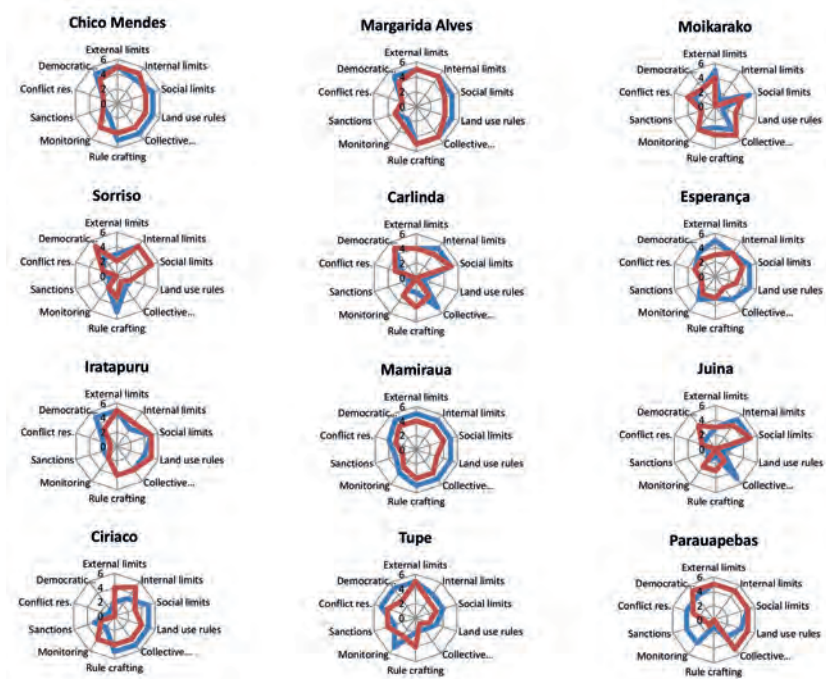 Chico Mendes
External limits
6
Democratic... 4 Internal limits
Conflict res. 2 Social limits
0
Sanctions Land use rules
Monitoring Collective...
Rule crafting
Margarida Alves
External limits
6
Democratic... 4 Internal limits
Conflict res. 2 Social limits
0
Sanctions Land use rules
Monitoring Collective...
Rule crafting
Moikarako
External limits
6
Democratic... 4 Internal limits
Conflict res. 2 Social limits
0
Sanctions Land use rules
Monitoring Collective...
Rule crafting
Sorriso
External limits
6
Democratic... 4 Internal limits
Conflict res. 2 Social limits
0
Sanctions Land use rules
Monitoring Collective...
Rule crafting
Carlinda
External limits
6
Democratic... 4 Internal limits
Conflict res. 2 Social limits
0
Sanctions Land use rules
Monitoring Collective...
Rule crafting
Esperança
External limits
6
Democratic... 4 Internal limits
Conflict res. 2 Social limits
0
Sanctions Land use rules
Monitoring Collective...
Rule crafting
Iratapuru
External limits
6
Democratic... 4 Internal limits
Conflict res. 2 Social limits
0
Sanctions Land use rules
Monitoring Collective...
Rule crafting
Mamiraua
External limits
6
Democratic... 4 Internal limits
Conflict res. 2 Social limits
0
Sanctions Land use rules
Monitoring Collective...
Rule crafting
Juina
External limits
6
Democratic... 4 Internal limits
Conflict res. 2 Social limits
0
Sanctions Land use rules
Monitoring Collective...
Rule crafting
Ciriaco
External limits
6
Democratic... 4 Internal limits
Conflict res. 2 Social limits
0
Sanctions Land use rules
Monitoring Collective...
Rule crafting
Tupe
External limits
6
Democratic... 4 Internal limits
Conflict res. 2 Social limits
0
Sanctions Land use rules
Monitoring Collective...
Rule crafting
Parauapebas
External limits
6
Democratic... 4 Internal limits
Conflict res. 2 Social limits
0
Sanctions Land use rules
Monitoring Collective...
Rule crafting